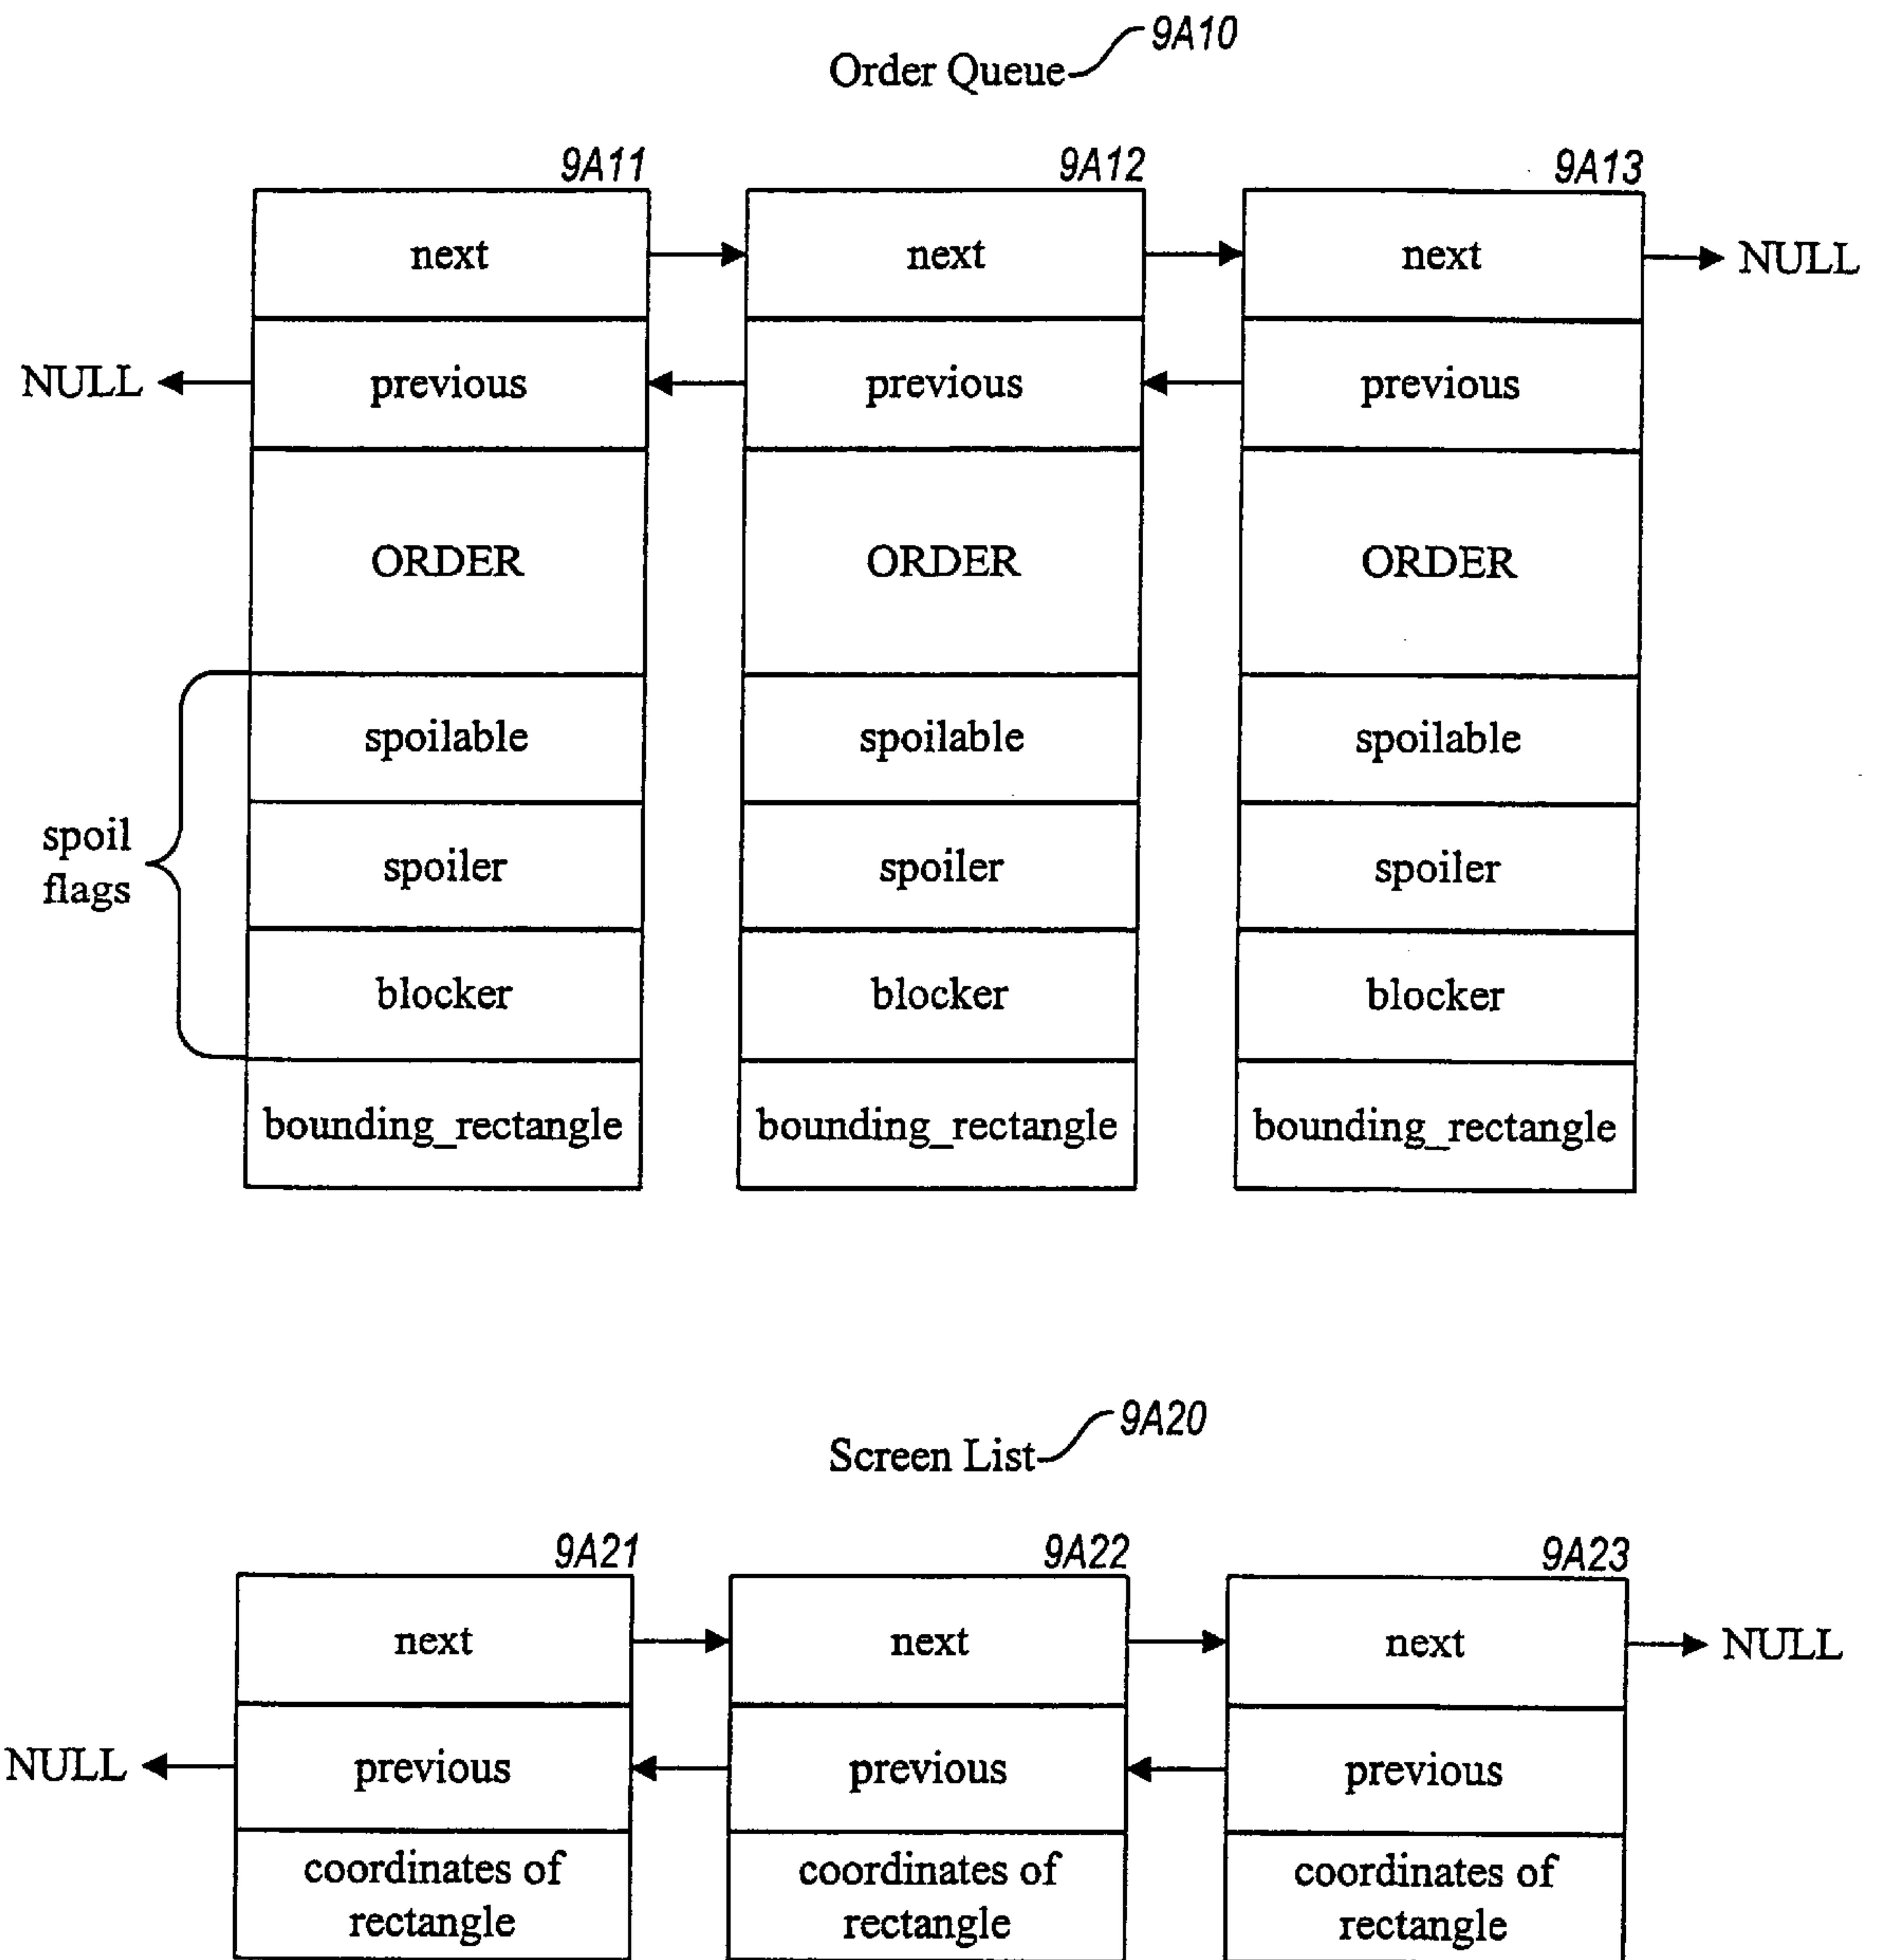 9A10
Order Queue
9A11 9A12 9A13
next next next NULL
NULL previous previous previous
ORDER ORDER ORDER
spoilable spoilable spoilable
spoil
flags
spoiler spoiler spoiler
blocker blocker blocker
bounding_rectangle bounding_rectangle bounding_rectangle
9A20
Screen List
9A21 9A22 9A23
next next next NULL
NULL previous previous previous
coordinates of coordinates of coordinates of
rectangle rectangle rectangle